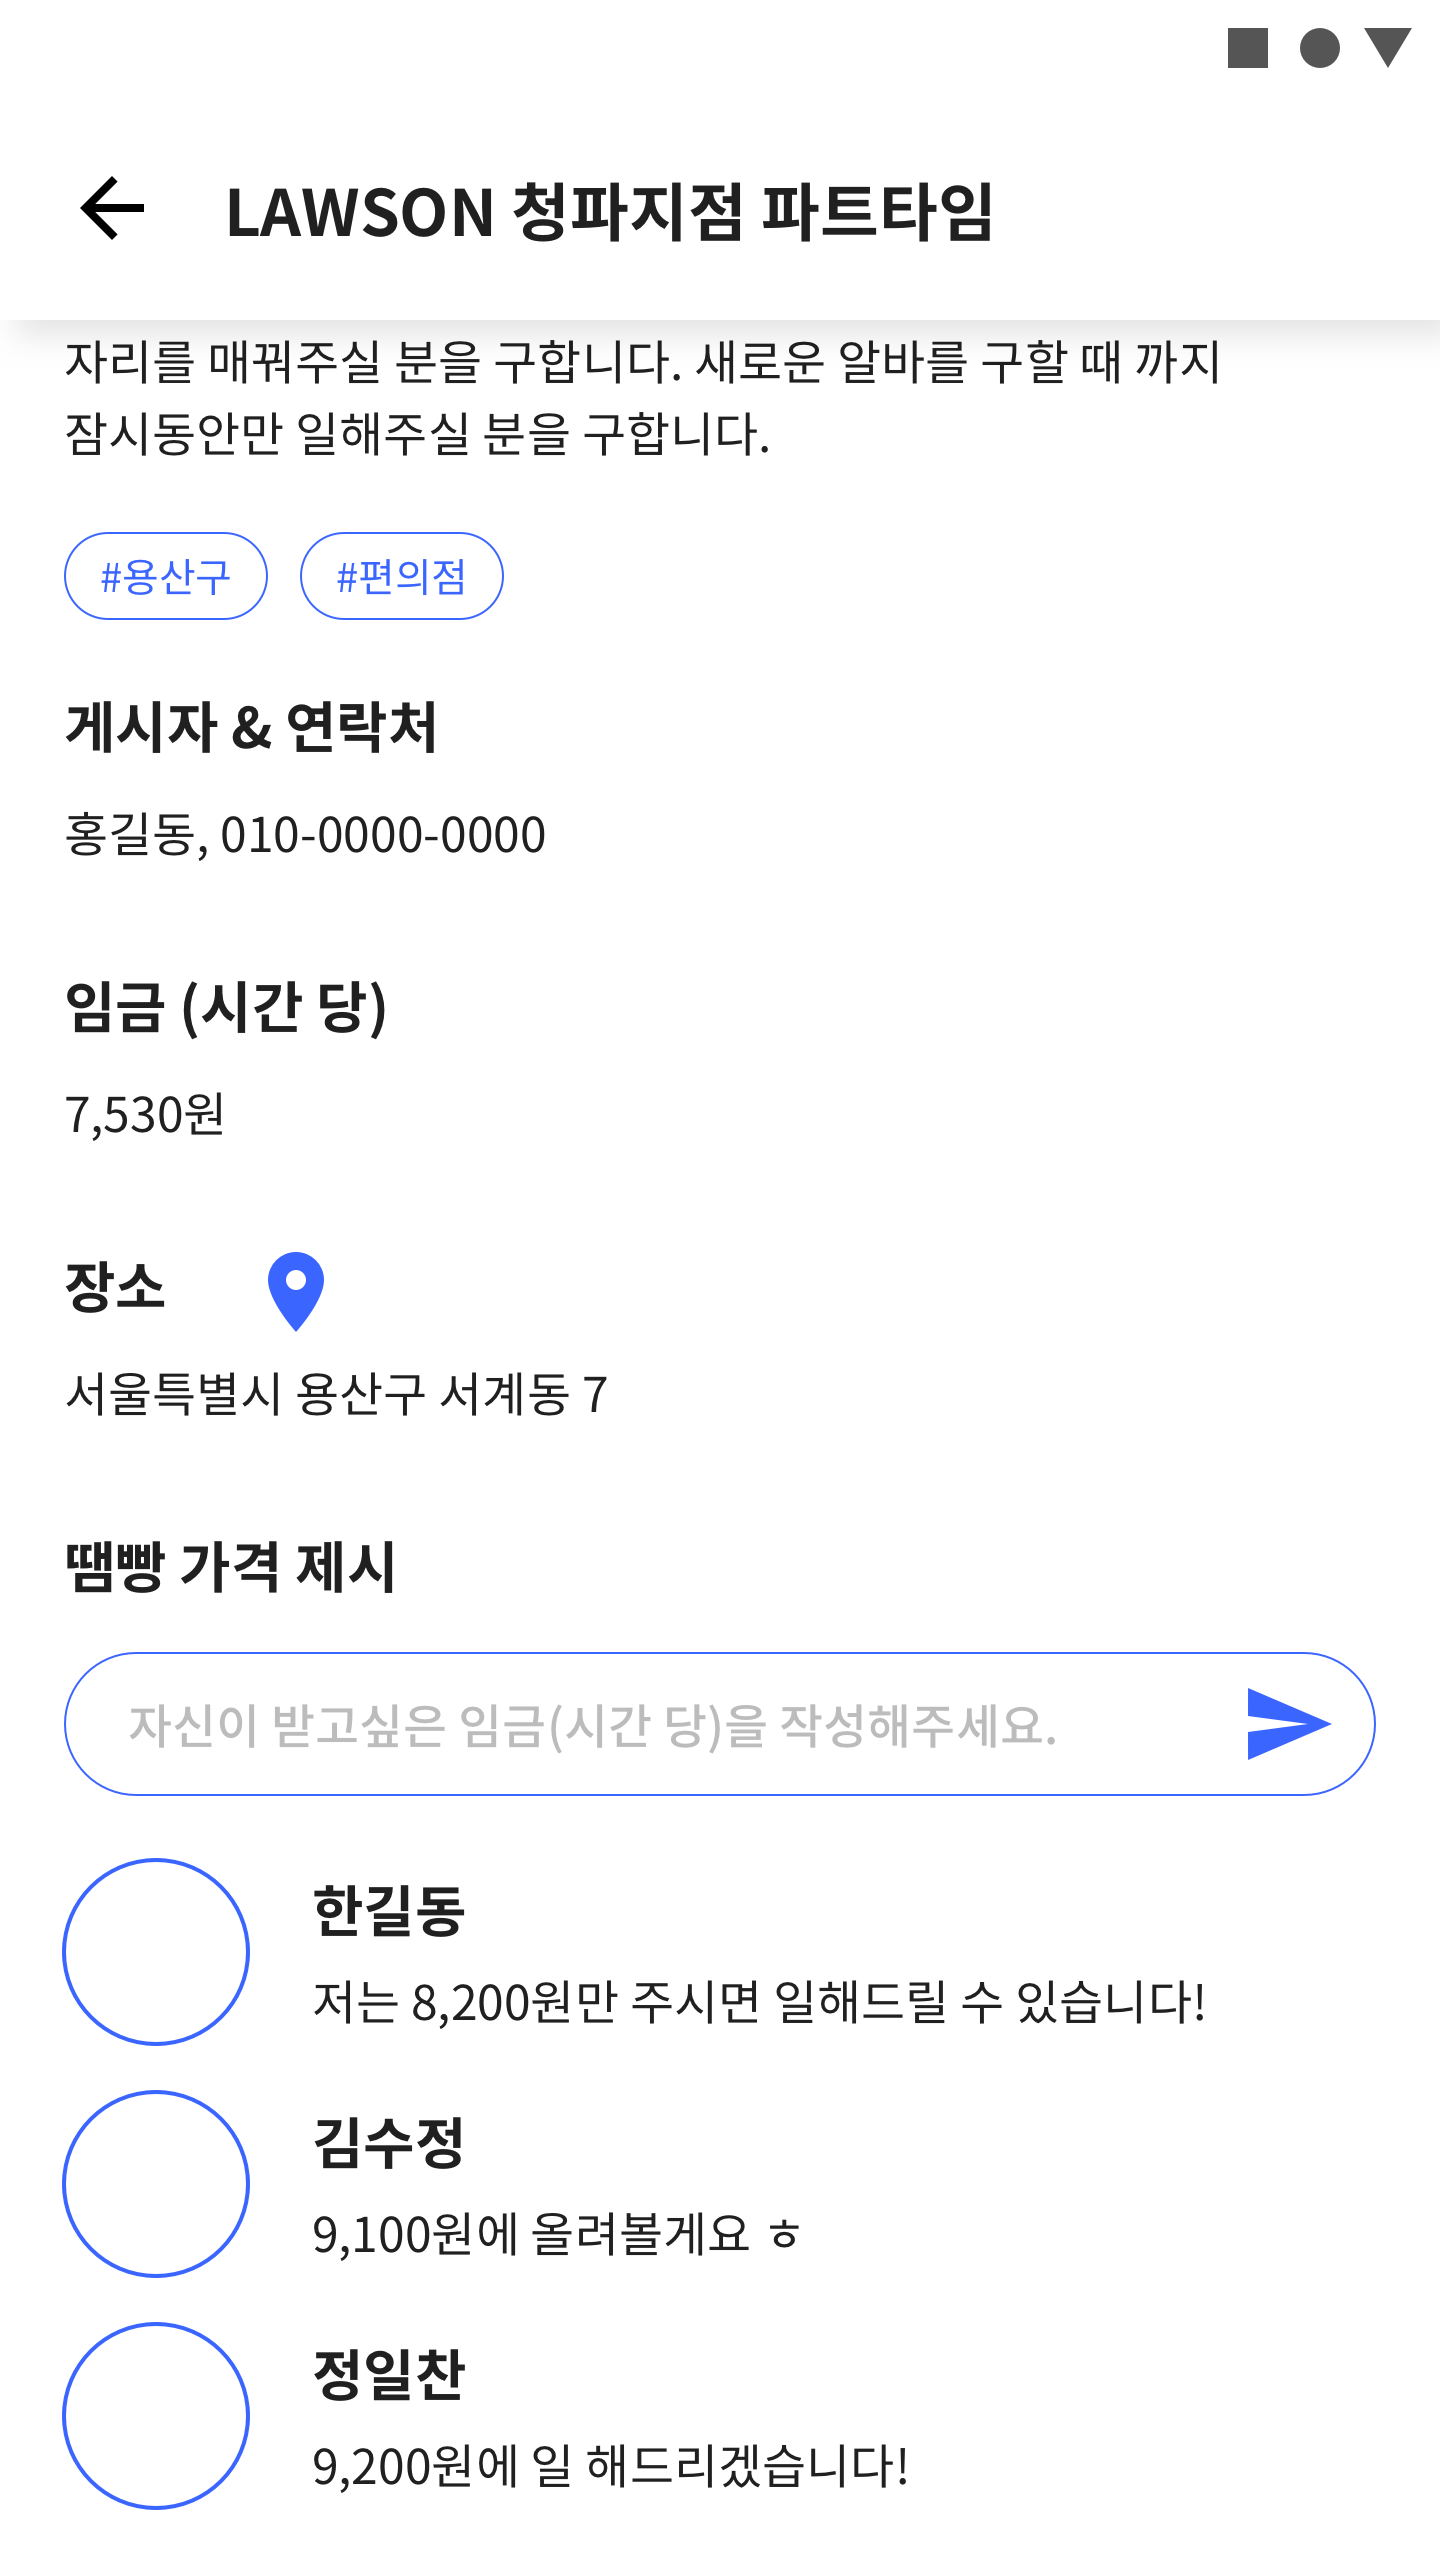 LAWSON 청파지점 파트타임
자리를 매꿔주실 분을 구합니다. 새로운 알바를 구할 때 까지
잠시동안만 일해주실 분을 구합니다.
#용산구 #편의점
게시자 & 연락처
홍길동, 010-0000-0000
임금 (시간 당)
7,530원
장소
서울특별시 용산구 서계동 7
땜빵 가격 제시
자신이 받고싶은 임금(시간 당)을 작성해주세요.
한길동
저는 8,200원만 주시면 일해드릴 수 있습니다!
김수정
9,100원에 올려볼게요 ㅎ
정일찬
9,200원에 일 해드리겠습니다!